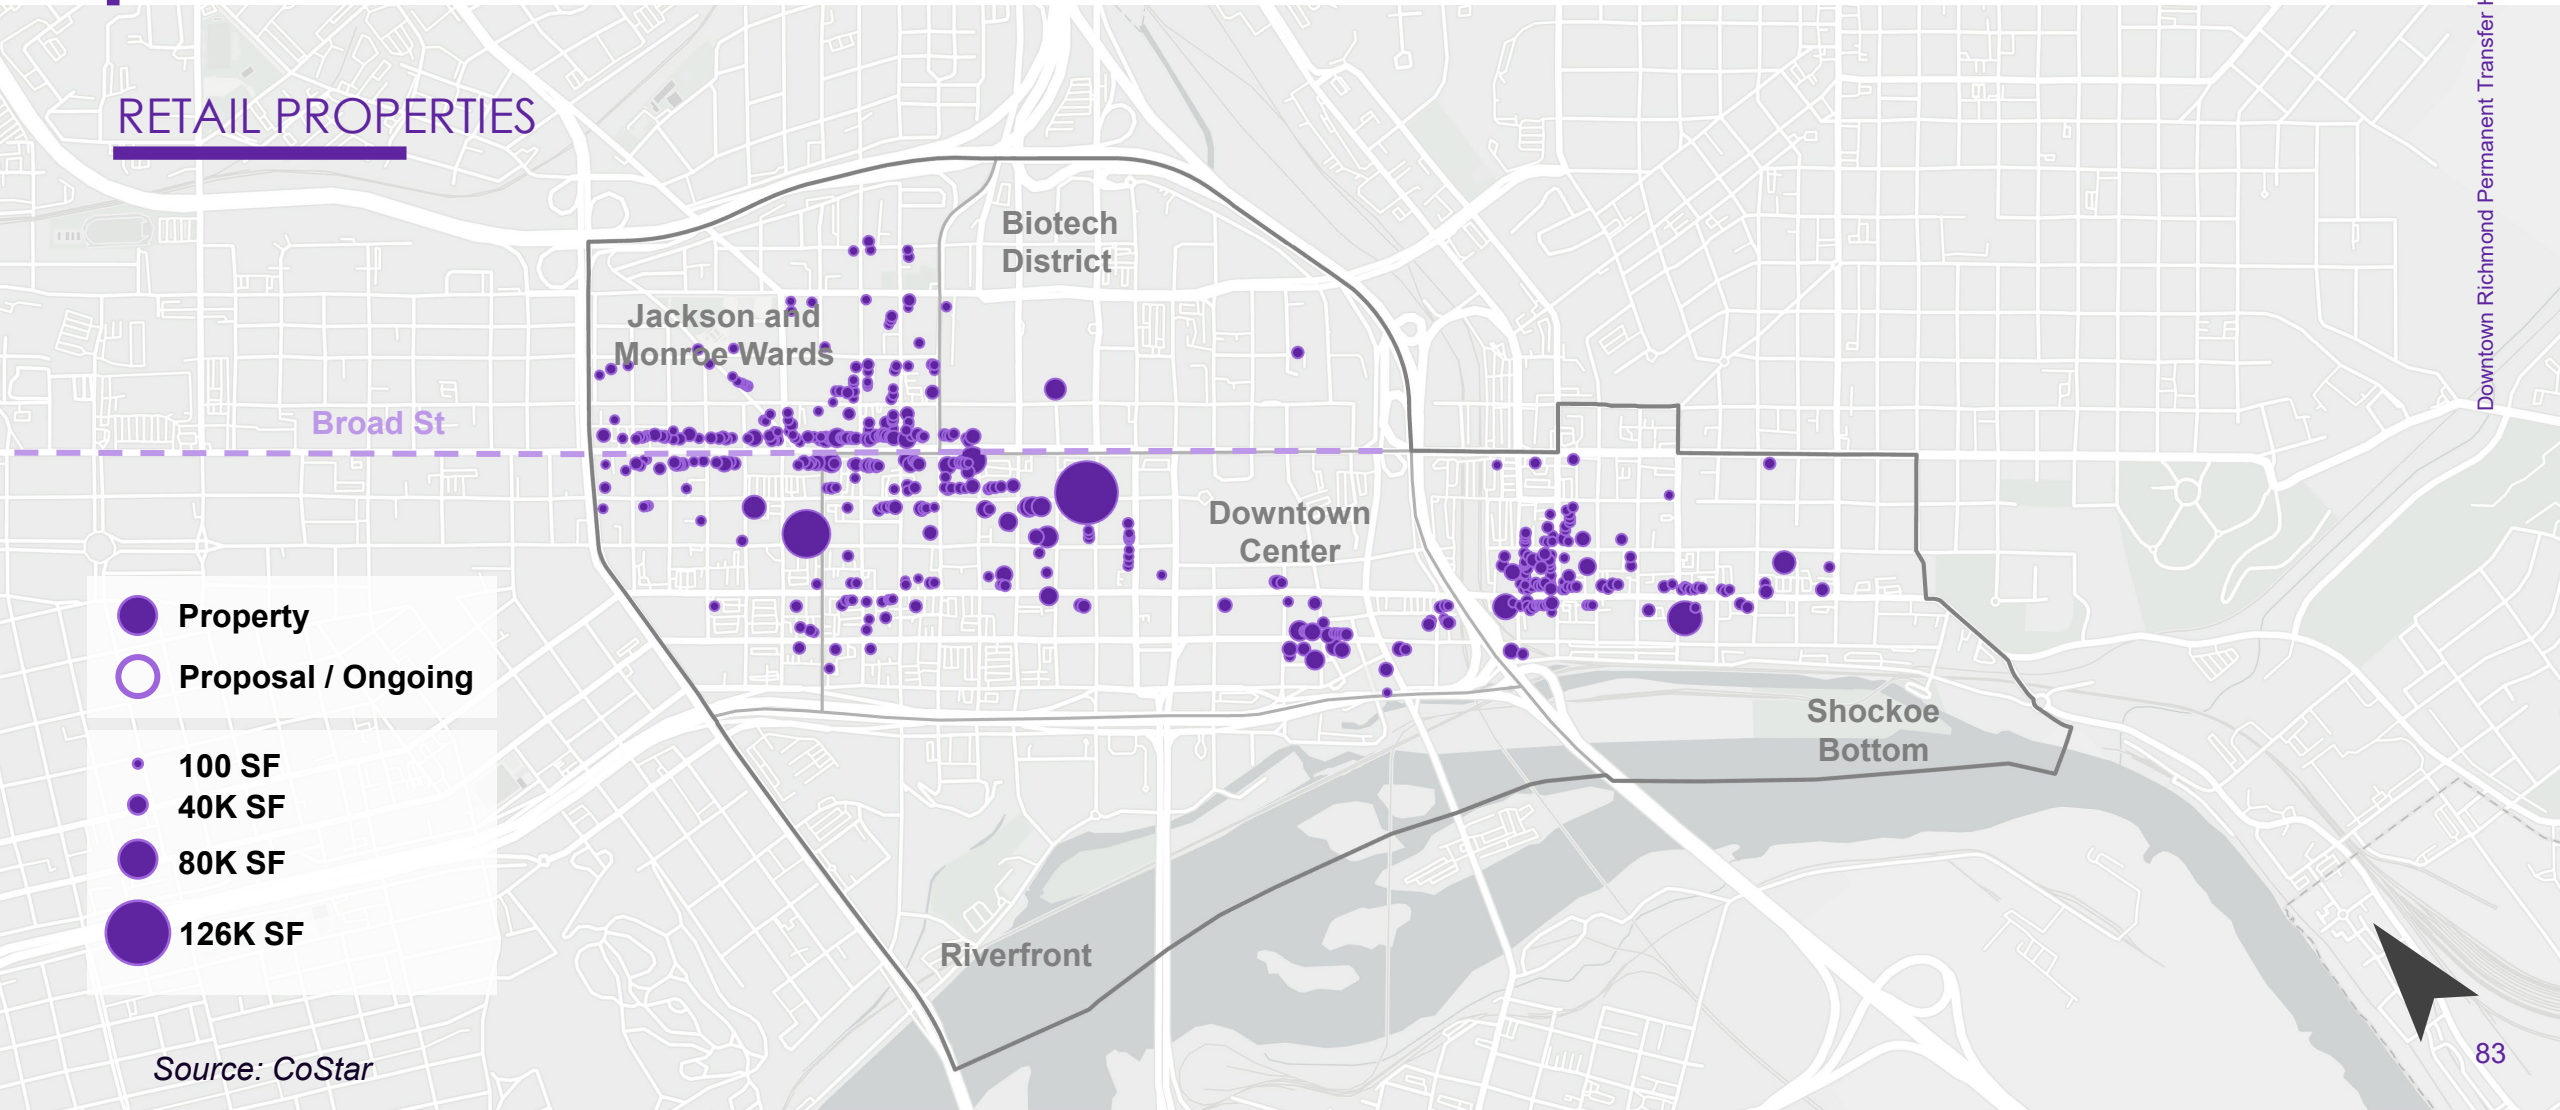 RETAIL PROPERTIES
Biotech
District
Jackson and
Monroe Wards
Broad St
Downtown
Center
Property
Proposal / Ongoing
Shockoe
Bottom
100 SF
40K SF
80K SF
126K SF
Riverfront
Source: CoStar
Downtown Richmond Permanent Transfer
83